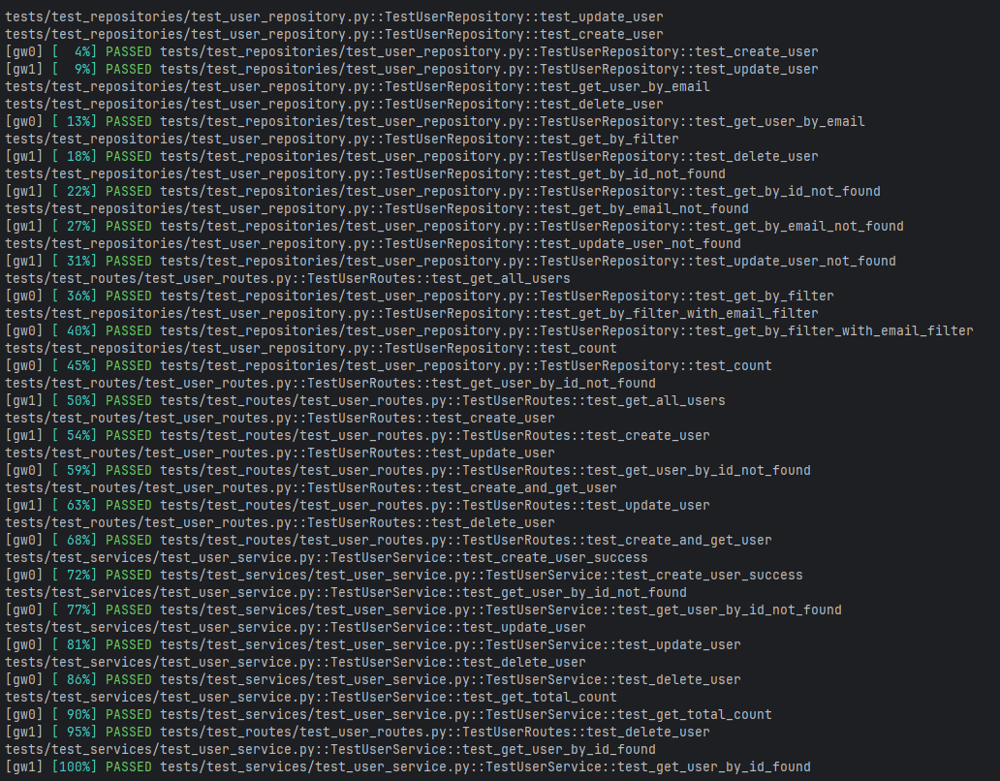 tests/test_repositories/test_user_repository.py::TestUserRepository::test_update_user
tests/test_repositories/test_user_repository.py::TestUserRepository::test_create_user
[gw0] [  4%] PASSED tests/test_repositories/test_user_repository.py::TestUserRepository::test_create_user
[gw1] [  9%] PASSED tests/test_repositories/test_user_repository.py::TestUserRepository::test_update_user
tests/test_repositories/test_user_repository.py::TestUserRepository::test_get_user_by_email
tests/test_repositories/test_user_repository.py::TestUserRepository::test_delete_user
[gw0] [ 13%] PASSED tests/test_repositories/test_user_repository.py::TestUserRepository::test_get_user_by_email
tests/test_repositories/test_user_repository.py::TestUserRepository::test_get_by_filter
[gw1] [ 18%] PASSED tests/test_repositories/test_user_repository.py::TestUserRepository::test_delete_user
tests/test_repositories/test_user_repository.py::TestUserRepository::test_get_by_id_not_found
[gw1] [ 22%] PASSED tests/test_repositories/test_user_repository.py::TestUserRepository::test_get_by_id_not_found
tests/test_repositories/test_user_repository.py::TestUserRepository::test_get_by_email_not_found
[gw1] [ 27%] PASSED tests/test_repositories/test_user_repository.py::TestUserRepository::test_get_by_email_not_found
tests/test_repositories/test_user_repository.py::TestUserRepository::test_update_user_not_found
[gw1] [ 31%] PASSED tests/test_repositories/test_user_repository.py::TestUserRepository::test_update_user_not_found
tests/test_routes/test_user_routes.py::TestUserRoutes::test_get_all_users
[gw0] [ 36%] PASSED tests/test_repositories/test_user_repository.py::TestUserRepository::test_get_by_filter
tests/test_repositories/test_user_repository.py::TestUserRepository::test_get_by_filter_with_email_filter
[gw0] [ 40%] PASSED tests/test_repositories/test_user_repository.py::TestUserRepository::test_get_by_filter_with_email_filter
tests/test_repositories/test_user_repository.py::TestUserRepository::test_count
[gw0] [ 45%] PASSED tests/test_repositories/test_user_repository.py::TestUserRepository::test_count
tests/test_routes/test_user_routes.py::TestUserRoutes::test_get_user_by_id_not_found
[gw1] [ 50%] PASSED tests/test_routes/test_user_routes.py::TestUserRoutes::test_get_all_users
tests/test_routes/test_user_routes.py::TestUserRoutes::test_create_user
[gw1] [ 54%] PASSED tests/test_routes/test_user_routes.py::TestUserRoutes::test_create_user
tests/test_routes/test_user_routes.py::TestUserRoutes::test_update_user
[gw0] [ 59%] PASSED tests/test_routes/test_user_routes.py::TestUserRoutes::test_get_user_by_id_not_found
tests/test_routes/test_user_routes.py::TestUserRoutes::test_create_and_get_user
[gw1] [ 63%] PASSED tests/test_routes/test_user_routes.py::TestUserRoutes::test_update_user
tests/test_routes/test_user_routes.py::TestUserRoutes::test_delete_user
[gw0] [ 68%] PASSED tests/test_routes/test_user_routes.py::TestUserRoutes::test_create_and_get_user
tests/test_services/test_user_service.py::TestUserService::test_create_user_success
[gw0] [ 72%] PASSED tests/test_services/test_user_service.py::TestUserService::test_create_user_success
tests/test_services/test_user_service.py::TestUserService::test_get_user_by_id_not_found
[gw0] [ 77%] PASSED tests/test_services/test_user_service.py::TestUserService::test_get_user_by_id_not_found
tests/test_services/test_user_service.py::TestUserService::test_update_user
[gw0] [ 81%] PASSED tests/test_services/test_user_service.py::TestUserService::test_update_user
tests/test_services/test_user_service.py::TestUserService::test_delete_user
[gw0] [ 86%] PASSED tests/test_services/test_user_service.py::TestUserService::test_delete_user
tests/test_services/test_user_service.py::TestUserService::test_get_total_count
[gw0] [ 90%] PASSED tests/test_services/test_user_service.py::TestUserService::test_get_total_count
[gw1] [ 95%] PASSED tests/test_routes/test_user_routes.py::TestUserRoutes::test_delete_user
tests/test_services/test_user_service.py::TestUserService::test_get_user_by_id_found
[gw1] [100%] PASSED tests/test_services/test_user_service.py::TestUserService::test_get_user_by_id_found